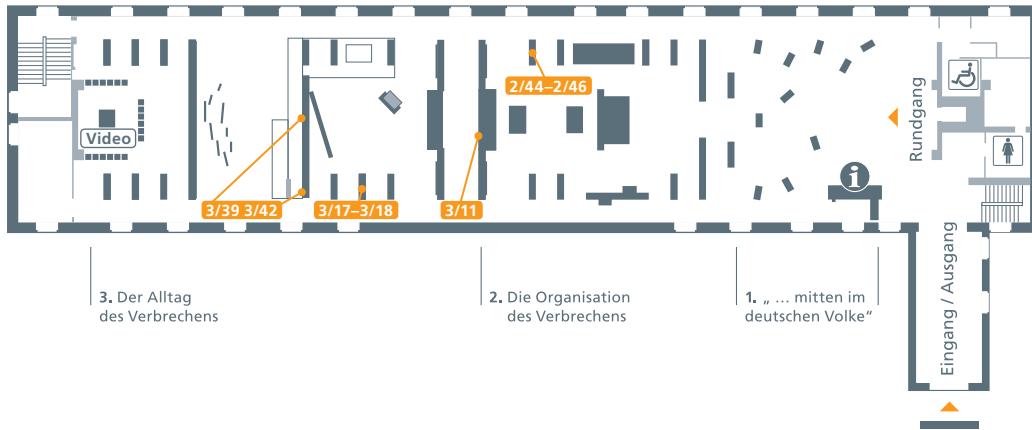 2/44–2/46
Rundgang
Video
i
3/39 3/42
3/17–3/18
3/11
3. Der Alltag
des Verbrechens
2. Die Organisation
des Verbrechens
1. „ ... mitten im
deutschen Volke“
Eingang / Ausgang